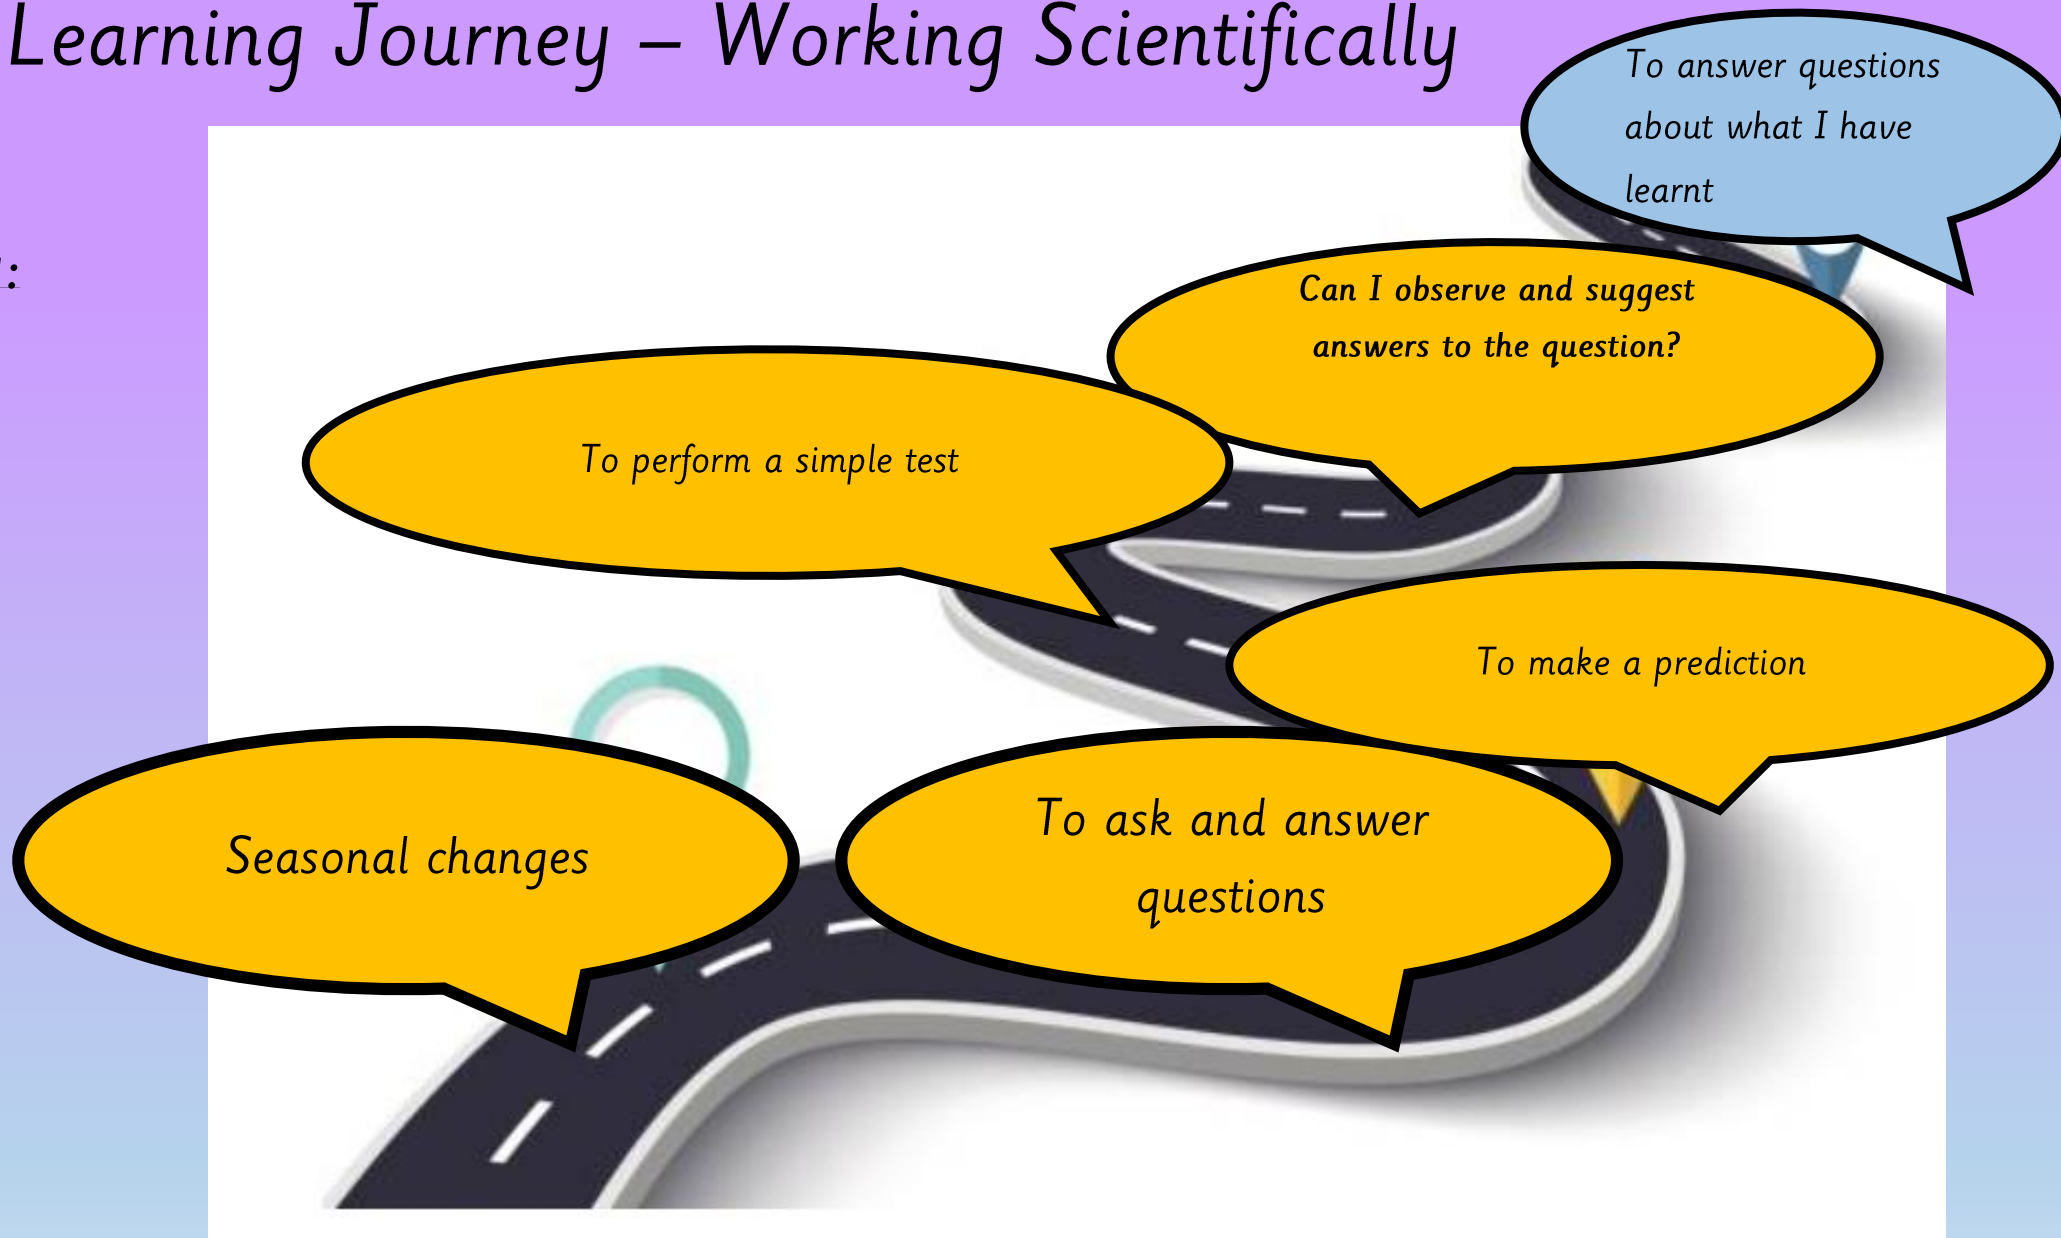 Learning Journey – Working Scientifically
To answer questions
about what I have
learnt
Can I observe and suggest
answers to the question?
To perform a simple test
To make a prediction
Seasonal changes
To ask and answer
questions